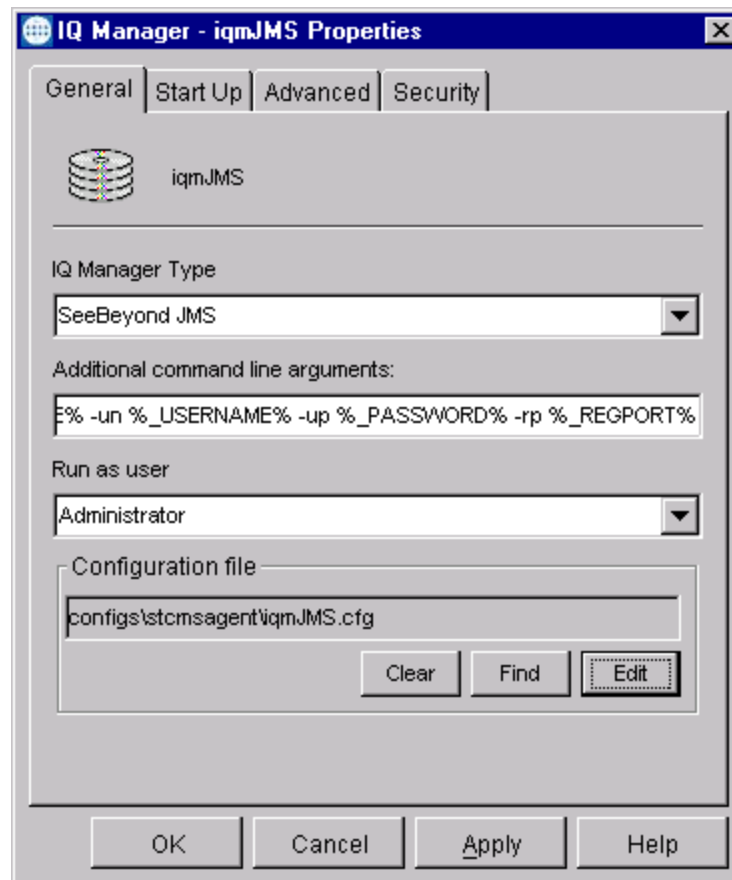 IQ Manager - iqmJMS Properties
General Start Up Advanced Security
iqmJMS
IQ Manager Type
SeeBeyond JMS
Additional command line arguments:
E% -un %_USERNAME% -up %_PASSWORD% -rp %_REGPORT%
Run as user
Administrator
Configuration file
configs\stcmsagent\iqmJMS.cfg
Clear Find Edit
OK Cancel Apply Help